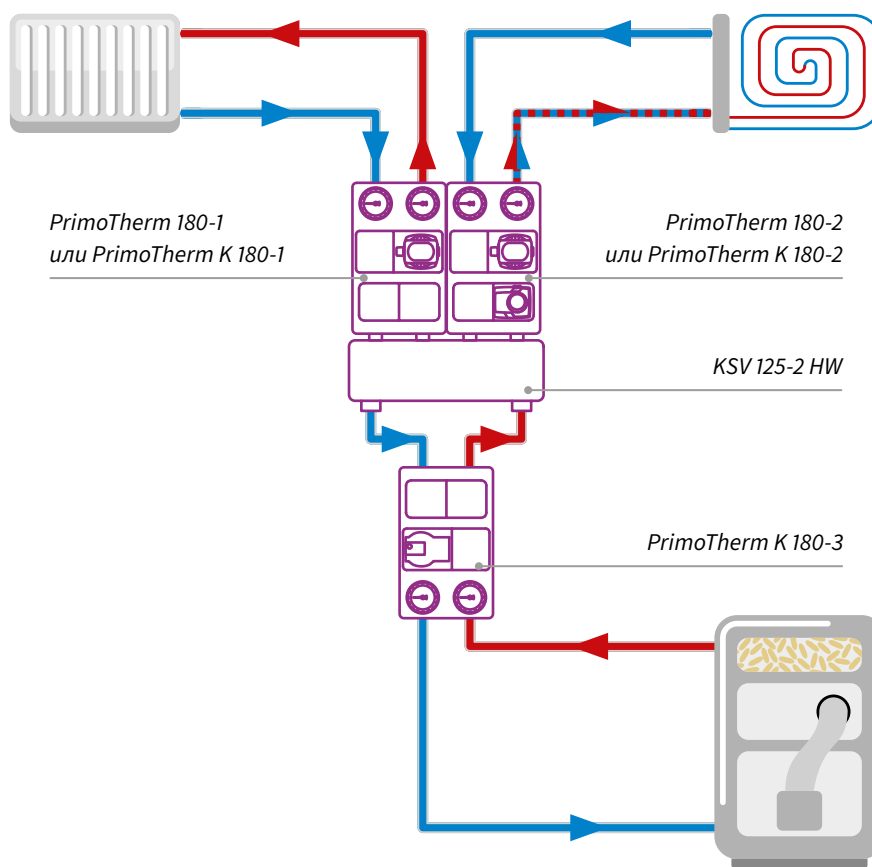 PrimoTherm 180-1
или PrimoTherm K 180-1
PrimoTherm 180-2
или PrimoTherm K 180-2
KSV 125-2 HW
PrimoTherm K 180-3